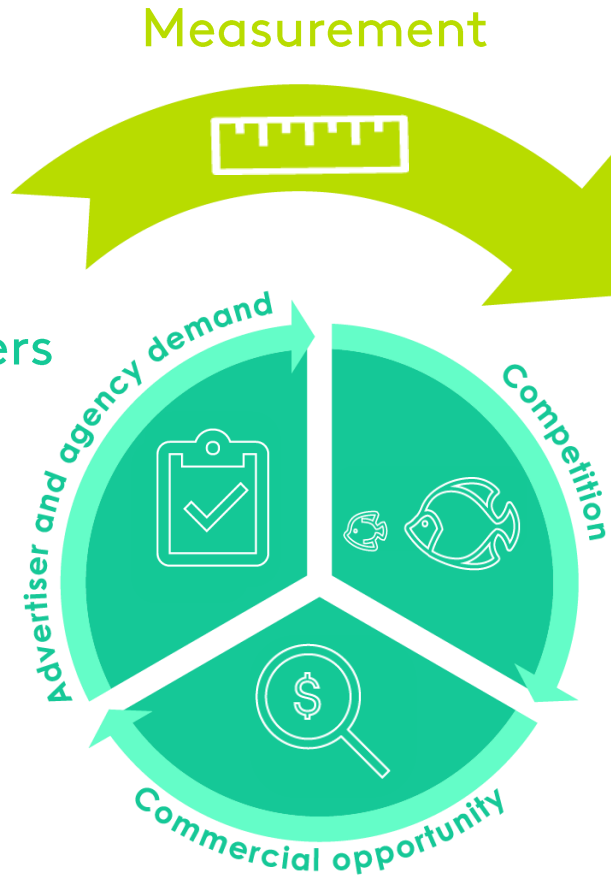 Measurement
ers
Advertiser and agency demand
Competition
Commercial opportunity
$